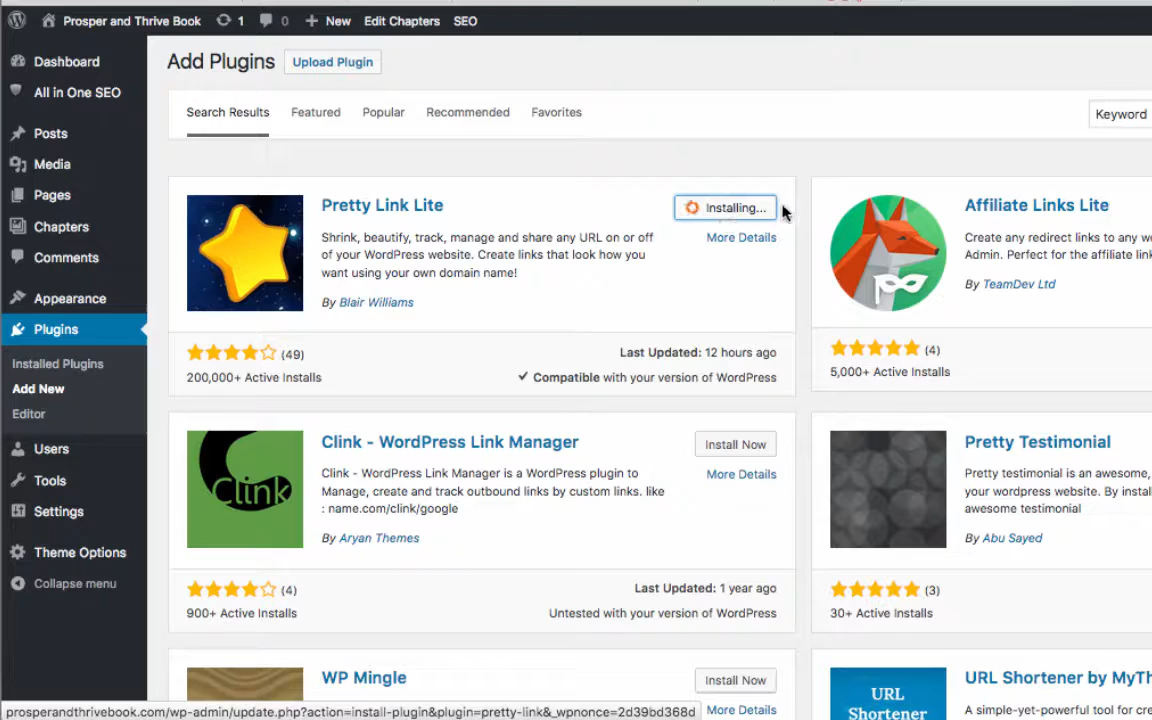 Prosper and Thrive Book 1 0 New Edit Chapters SEO
Dashboard
All in One SEO
Posts
Media
Pages
Chapters
Comments
Appearance
Plugins
Installed Plugins
Add New
Editor
Users
Tools
Settings
Theme Options
Collapse menu
Add Plugins Upload Plugin
Search Results Featured Popular Recommended Favorites
Keyword
Pretty Link Lite
Installing...
More Details
Shrink, beautify, track, manage and share any URL on or off
of your WordPress website. Create links that look how you
want using your own domain name!
By Blair Williams
(49)
200,000+ Active Installs
Last Updated: 12 hours ago
✓ Compatible with your version of WordPress
Affiliate Links Lite
Create any redirect links to any we
Admin. Perfect for the affiliate link
By TeamDev Ltd
(4)
5,000+ Active Installs
Clink
Clink - WordPress Link Manager
Install Now
More Details
Clink - WordPress Link Manager is a WordPress plugin to
Manage, create and track outbound links by custom links. like
: name.com/clink/google
By Aryan Themes
(4)
900+ Active Installs
Last Updated: 1 year ago
Untested with your version of WordPress
Pretty Testimonial
Pretty testimonial is an awesome,
your wordpress website. By install
awesome testimonial
By Abu Sayed
(3)
30+ Active Installs
WP Mingle
Install Now
More Details
URL
Shortener
URL Shortener by MyTh
A simple-yet-powerful tool for c
prosperandthrivebook.com/wp-admin/update.php?action=install-plugin&plugin=pretty-link&_wpnonce=2d39bd368d